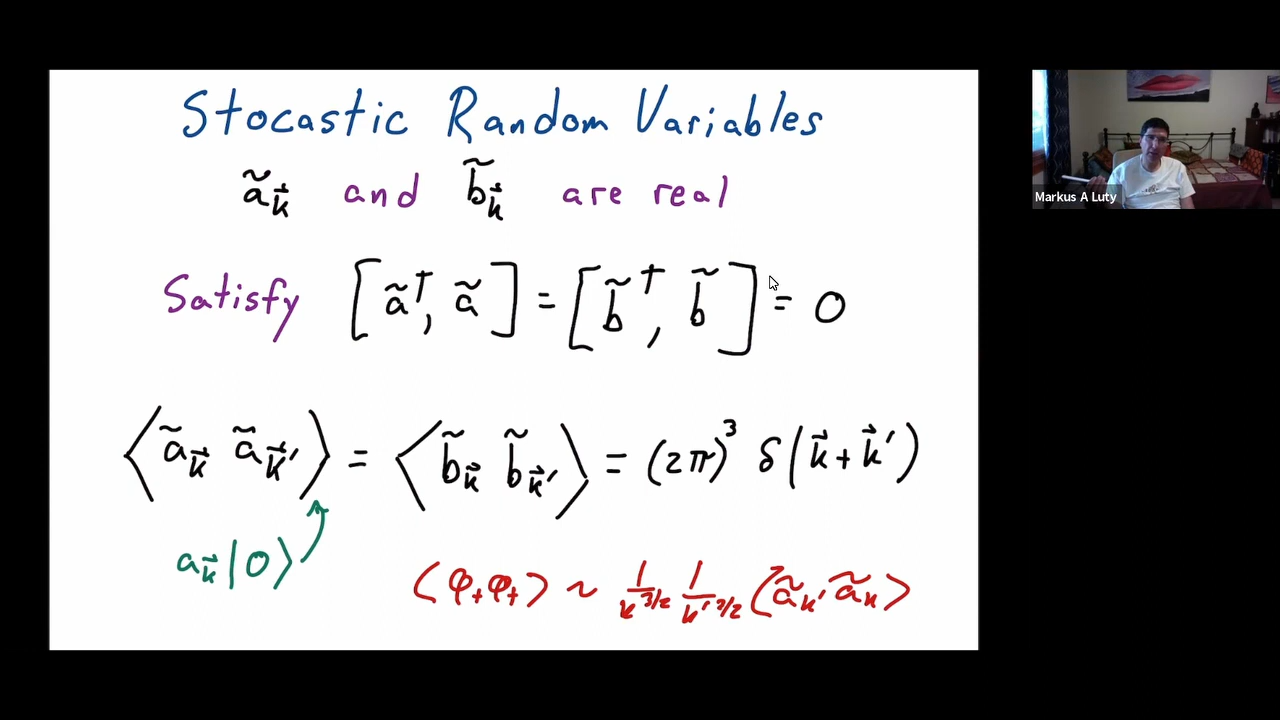 Stocastic Random Variables
ã_k⃗ and b̃_k⃗ are real
Satisfy [ã†, ã] = [b̃†, b̃] = 0
⟨ã_k⃗ ã_k⃗′⟩ = ⟨b̃_k⃗ b̃_k⃗′⟩ = (2π)³ δ(k⃗+k⃗′)
a_k⃗|0⟩
⟨φ₊φ₊⟩ ~ 1/k^3/2 1/k′^3/2 ⟨ã_k′ ã_k⟩
Markus A Luty